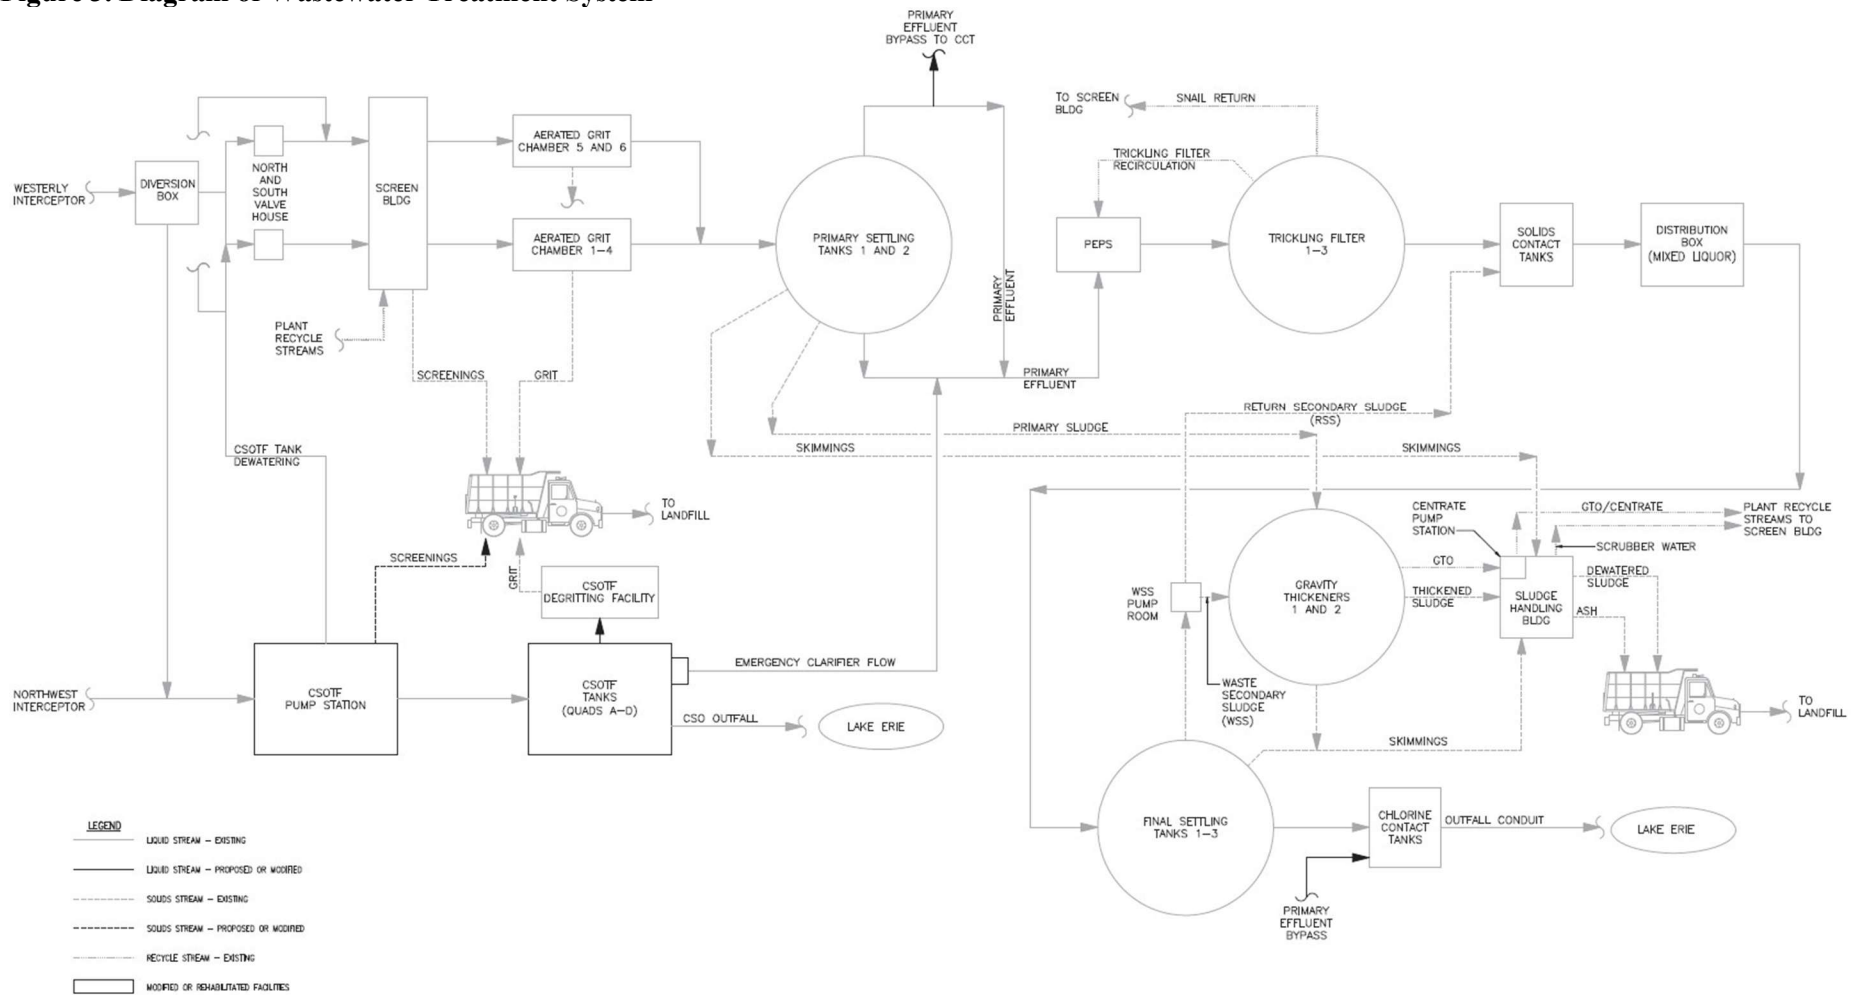 Figure 3: Diagram of Wastewater Treatment System
PRIMARY
EFFLUENT
BYPASS TO CCT
TO SCREEN
BLDG
SNAIL RETURN
AERATED GRIT
CHAMBER 5 AND 6
TRICKLING FILTER
RECIRCULATION
WESTERLY
INTERCEPTOR
DIVERSION
BOX
NORTH
AND
SOUTH
VALVE
HOUSE
SCREEN
BLDG
AERATED GRIT
CHAMBER 1-4
PRIMARY SETTLING
TANKS 1 AND 2
PRIMARY
EFFLUENT
PEPS
TRICKLING FILTER
1-3
SOLIDS
CONTACT
TANKS
DISTRIBUTION
BOX
(MIXED LIQUOR)
PLANT
RECYCLE
STREAMS
SCREENINGS
GRIT
PRIMARY
EFFLUENT
RETURN SECONDARY SLUDGE
(RSS)
PRIMARY SLUDGE
SKIMMINGS
SKIMMINGS
CSOTF TANK
DEWATERING
TO
LANDFILL
CENTRATE
PUMP
STATION
GTO/CENTRATE
PLANT RECYCLE
STREAMS TO
SCREEN BLDG
SCRUBBER WATER
SCREENINGS
GRIT
CSOTF
DEGRITTING FACILITY
WSS
PUMP
ROOM
GRAVITY
THICKENERS
1 AND 2
GTO
THICKENED
SLUDGE
SLUDGE
HANDLING
BLDG
DEWATERED
SLUDGE
ASH
EMERGENCY CLARIFIER FLOW
NORTHWEST
INTERCEPTOR
CSOTF
PUMP STATION
CSOTF
TANKS
(QUADS A-D)
CSO OUTFALL
LAKE ERIE
WASTE
SECONDARY
SLUDGE
(WSS)
SKIMMINGS
TO
LANDFILL
FINAL SETTLING
TANKS 1-3
CHLORINE
CONTACT
TANKS
OUTFALL CONDUIT
LAKE ERIE
PRIMARY
EFFLUENT
BYPASS
LEGEND
LIQUID STREAM - EXISTING
LIQUID STREAM - PROPOSED OR MODIFIED
SOLIDS STREAM - EXISTING
SOLIDS STREAM - PROPOSED OR MODIFIED
RECYCLE STREAM - EXISTING
MODIFIED OR REHABILITATED FACILITIES